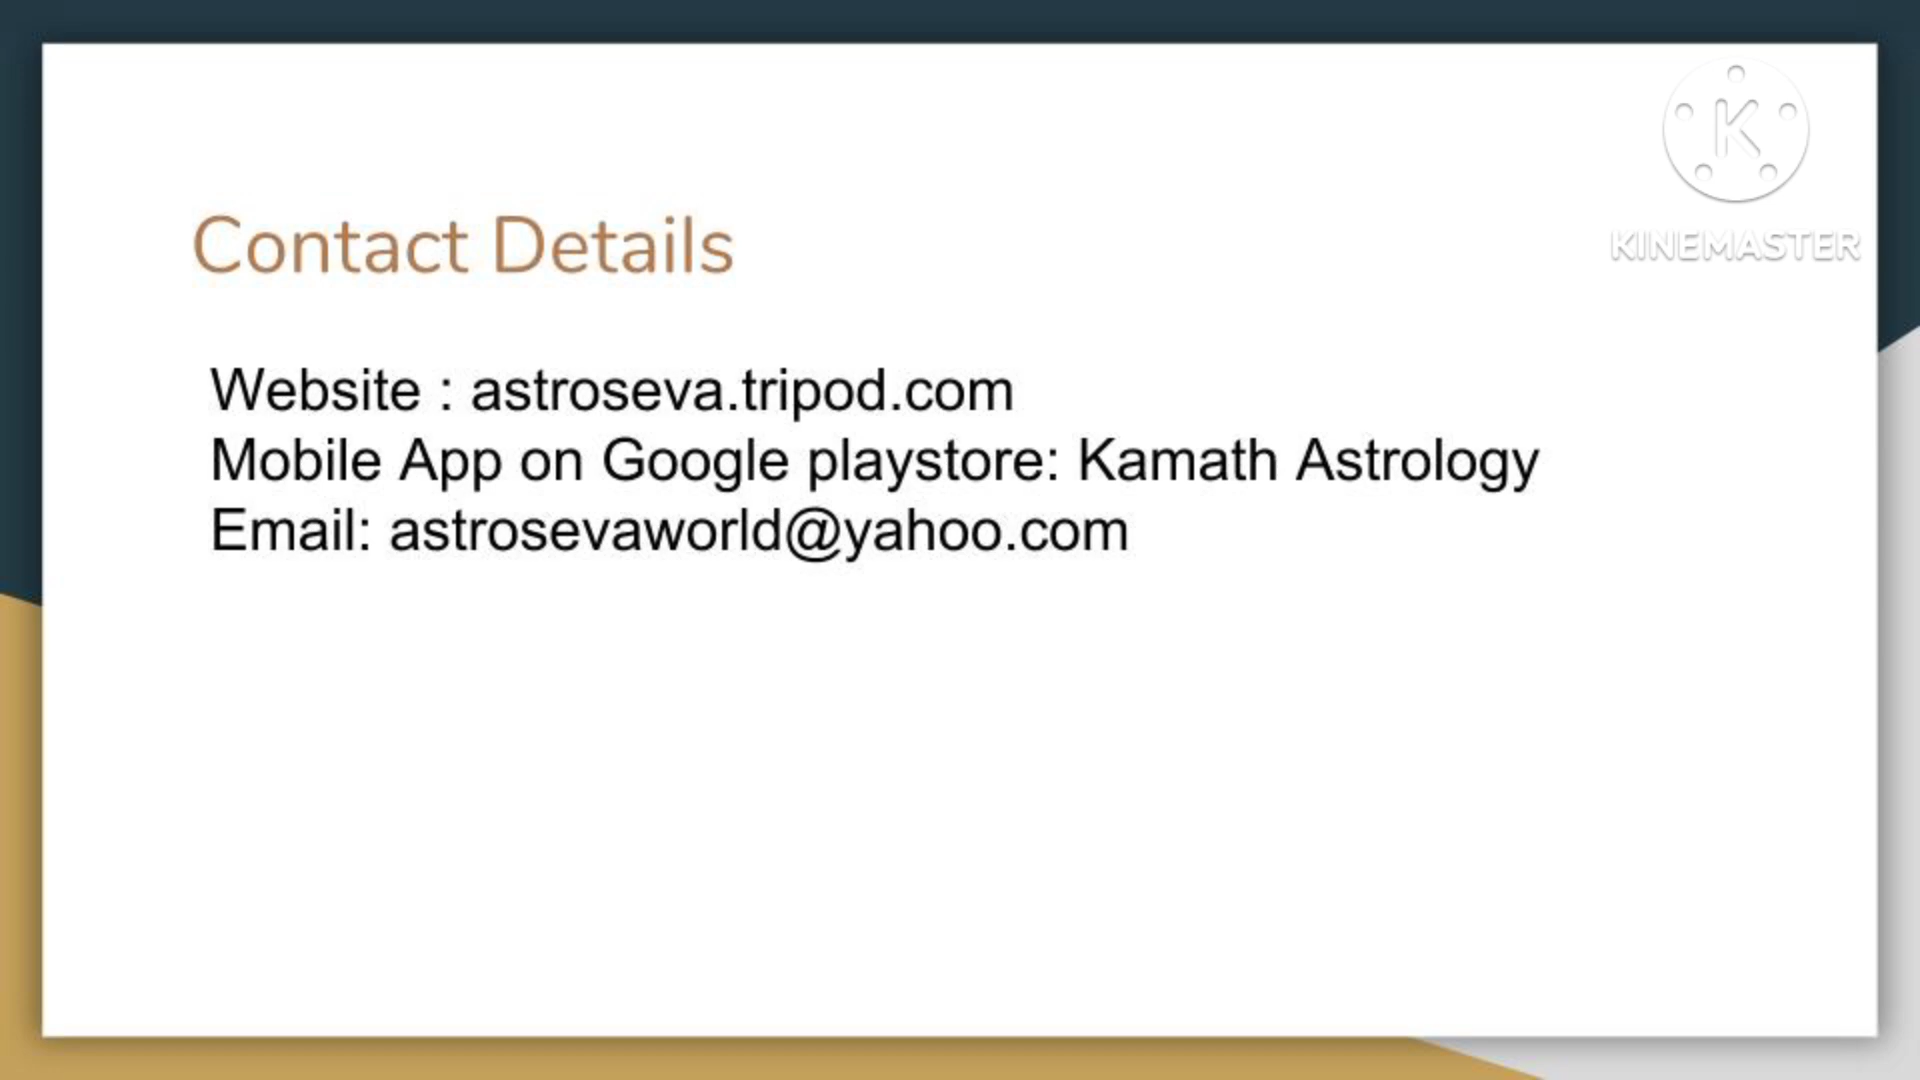 K
KINEMASTER
Contact Details
Website : astroseva.tripod.com
Mobile App on Google playstore: Kamath Astrology
Email: astrosevaworld@yahoo.com